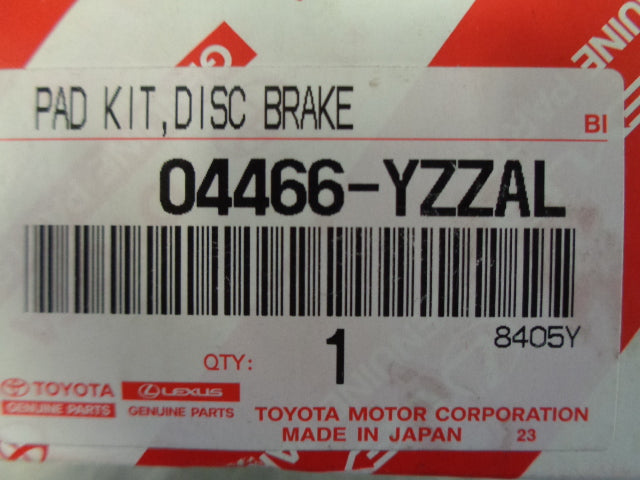 GENUINE
PAD KIT,DISC BRAKE
BI
04466-YZZAL
8405Y
QTY: 1
TOYOTA
GENUINE PARTS
LEXUS
GENUINE PARTS
TOYOTA MOTOR CORPORATION
MADE IN JAPAN 23